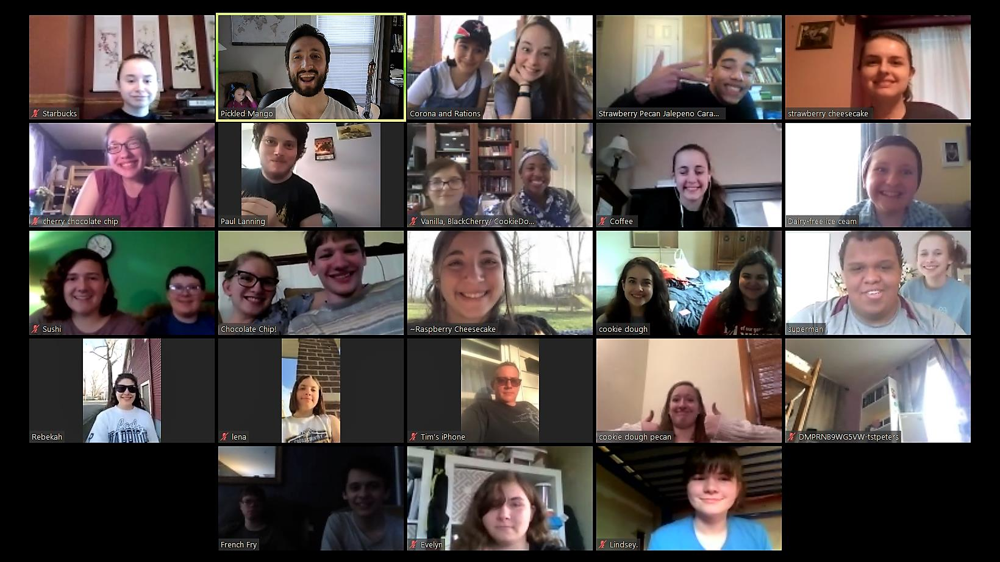 Starbucks
Pickled Mango
Corona and Rations
Strawberry Pecan Jalepeno Cara...
strawberry cheesecake
cherry chocolate chip
Paul Lanning
Vanilla, BlackCherry/ CookieDo...
Coffee
Dairy-free ice ceam
Sushi
Chocolate Chip!
~Raspberry Cheesecake
cookie dough
superman
Rebekah
lena
Tim's iPhone
cookie dough pecan
DMPRNB9WG5VW-tstpeters
French Fry
Evelyn
Lindsey.